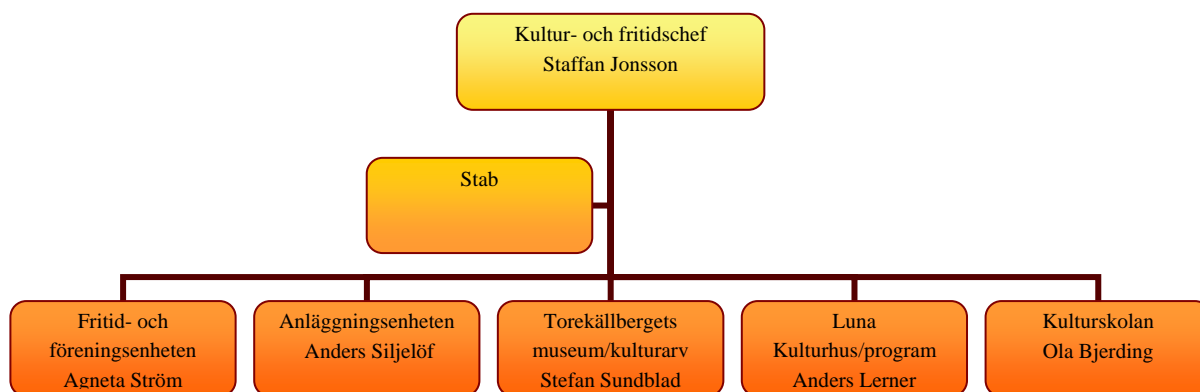 Kultur- och fritidschef
Staffan Jonsson
Stab
Fritid- och
föreningsenheten
Agneta Ström
Anläggningsenheten
Anders Siljelöf
Torekällbergets
museum/kulturarv
Stefan Sundblad
Luna
Kulturhus/program
Anders Lerner
Kulturskolan
Ola Bjerding